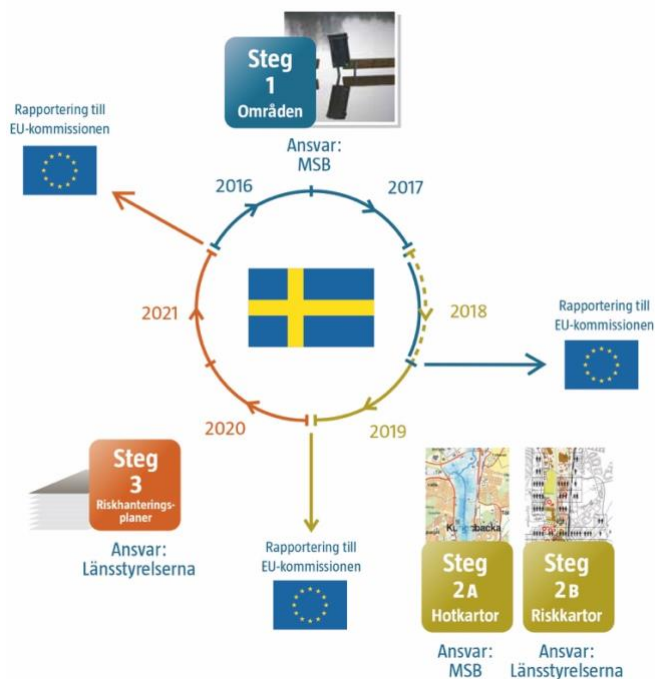 Steg
1
Områden
Ansvar:
MSB
Rapportering till
EU-kommissionen
2016
2017
2021
2018
Rapportering till
EU-kommissionen
2020
2019
Steg
3
Riskhanterings-
planer
Ansvar:
Länsstyrelserna
Rapportering till
EU-kommissionen
Steg
2A
Hotkartor
Ansvar:
MSB
Steg
2B
Riskkartor
Ansvar:
Länsstyrelserna